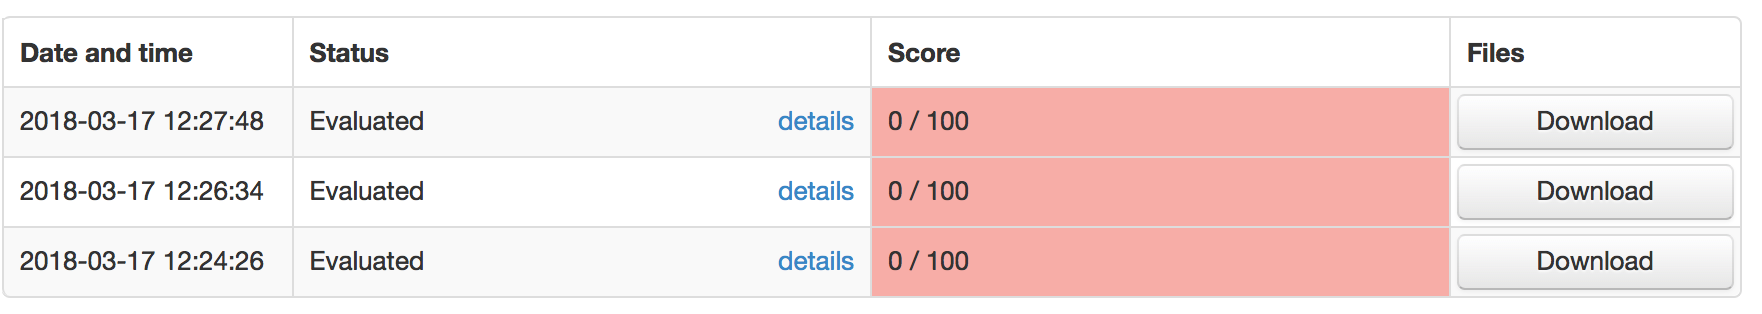 Date and time Status Score Files
2018-03-17 12:27:48 Evaluated details 0 / 100 Download
2018-03-17 12:26:34 Evaluated details 0 / 100 Download
2018-03-17 12:24:26 Evaluated details 0 / 100 Download